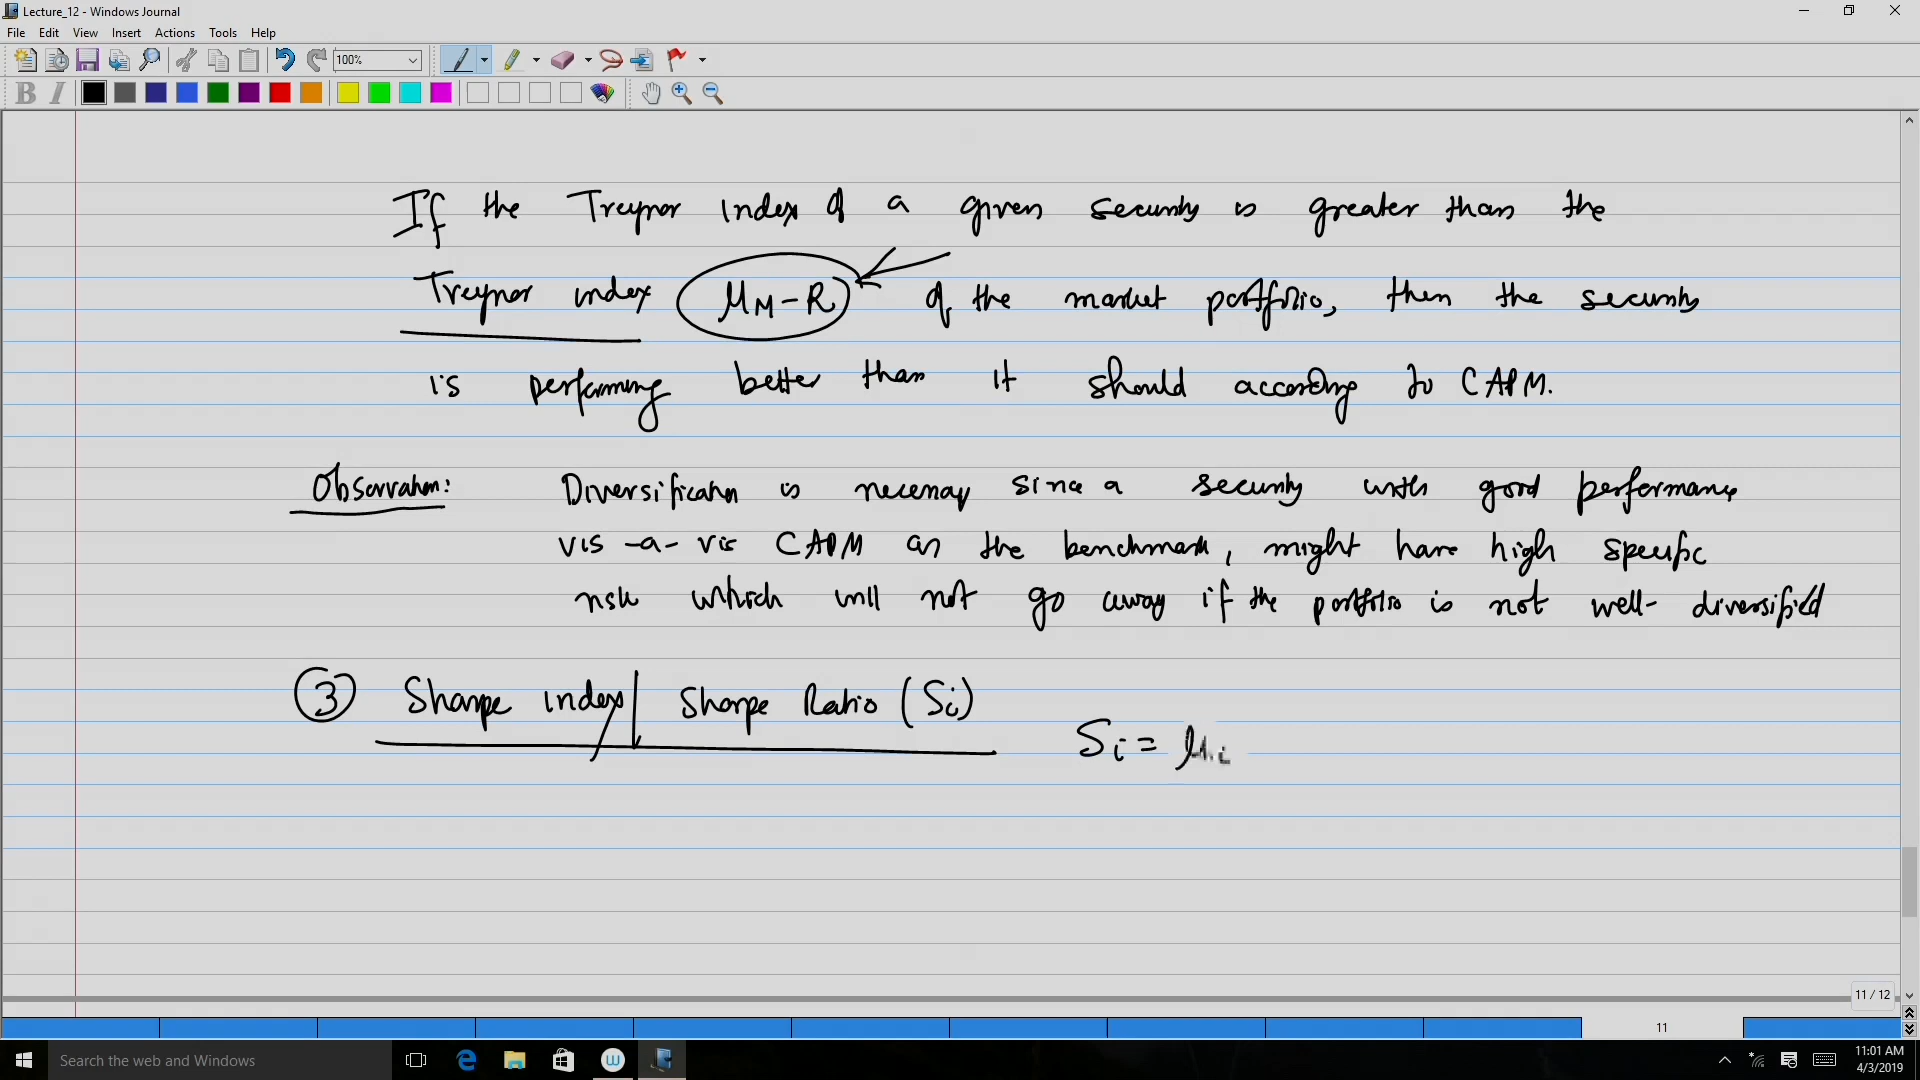 Lecture_12 - Windows Journal
File Edit View Insert Actions Tools Help
100%
B I
If the Treynor index of a given security is greater than the
Treynor index μM-R of the market portfolio, then the security
is performing better than it should according to CAPM.
Observation: Diversification is necessary since a security with good performance
vis-a-vis CAPM as the benchmark, might have high specific
risk which will not go away if the portfolio is not well-diversified
3 Sharpe index/ Sharpe Ratio (Si)
Si = μi
11 / 12
11
Search the web and Windows
11:01 AM
4/3/2019